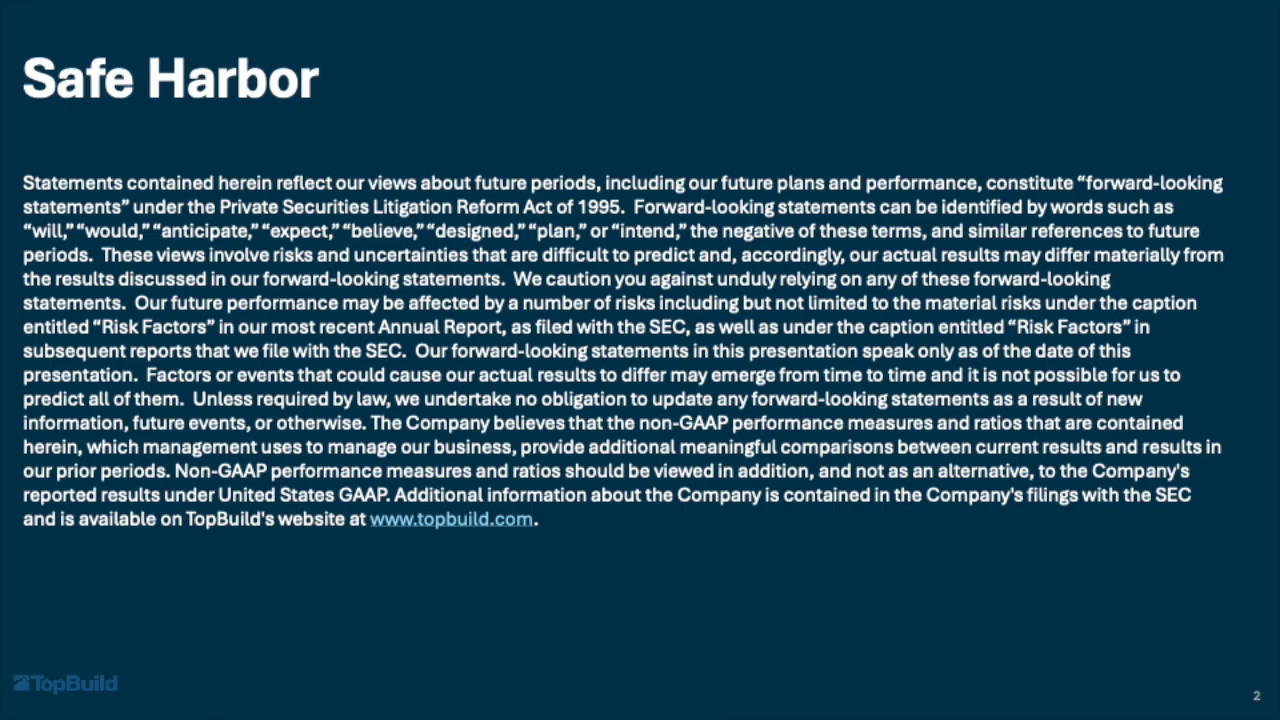 Safe Harbor
Statements contained herein reflect our views about future periods, including our future plans and performance, constitute “forward-looking
statements” under the Private Securities Litigation Reform Act of 1995.  Forward-looking statements can be identified by words such as
“will,” “would,” “anticipate,” “expect,” “believe,” “designed,” “plan,” or “intend,” the negative of these terms, and similar references to future
periods.  These views involve risks and uncertainties that are difficult to predict and, accordingly, our actual results may differ materially from
the results discussed in our forward-looking statements.  We caution you against unduly relying on any of these forward-looking
statements.  Our future performance may be affected by a number of risks including but not limited to the material risks under the caption
entitled “Risk Factors” in our most recent Annual Report, as filed with the SEC, as well as under the caption entitled “Risk Factors” in
subsequent reports that we file with the SEC.  Our forward-looking statements in this presentation speak only as of the date of this
presentation.  Factors or events that could cause our actual results to differ may emerge from time to time and it is not possible for us to
predict all of them.  Unless required by law, we undertake no obligation to update any forward-looking statements as a result of new
information, future events, or otherwise. The Company believes that the non-GAAP performance measures and ratios that are contained
herein, which management uses to manage our business, provide additional meaningful comparisons between current results and results in
our prior periods. Non-GAAP performance measures and ratios should be viewed in addition, and not as an alternative, to the Company's
reported results under United States GAAP. Additional information about the Company is contained in the Company's filings with the SEC
and is available on TopBuild's website at www.topbuild.com.
TopBuild
2